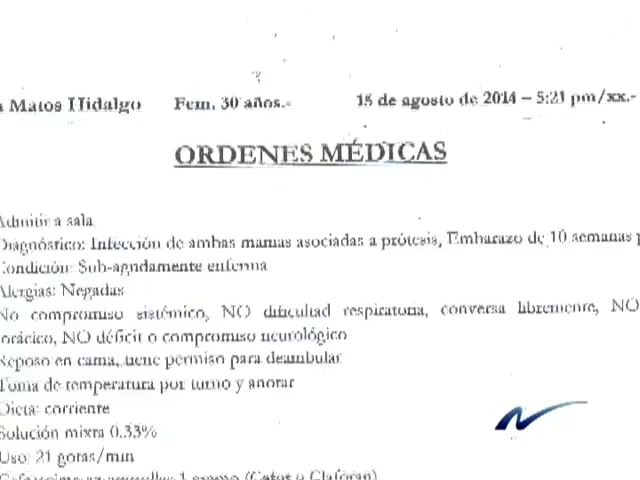 Matos Hidalgo Fem. 30 años.- 15 de agosto de 2014 – 5:21 pm/xx.-
ORDENES MÉDICAS
Admitir a sala
Diagnóstico: Infección de ambas mamas asociadas a prótesis, Embarazo de 10 semanas
Condición: Sub-agudamente enferma
Alergias: Negadas
No compromiso sistémico, NO dificultad respiratoria, conversa libremente, NO
torácico, NO déficit o compromiso neurológico
Reposo en cama, tiene permiso para deambular
Toma de temperatura por turno y anotar
Dieta: corriente
Solución mixta 0.33%
Uso: 21 gotas/min
1 gramo